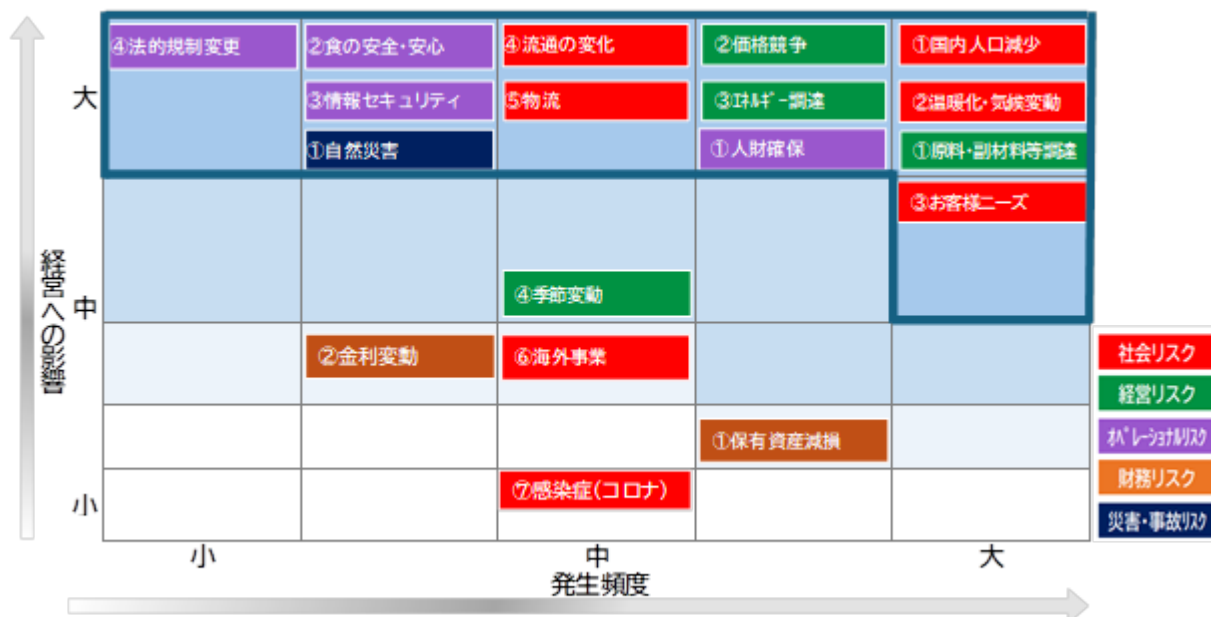 ④法的規制変更
②食の安全・安心
④流通の変化
②価格競争
①国内人口減少
大
③情報セキュリティ
⑤物流
③エネルギー調達
②温暖化・気候変動
①自然災害
①人財確保
①原料・副材料等調達
③お客様ニーズ
経営への影響
中
④季節変動
②金利変動
⑥海外事業
①保有資産減損
小
⑦感染症(コロナ)
小
中
大
発生頻度
社会リスク
経営リスク
オペレーショナルリスク
財務リスク
災害・事故リスク